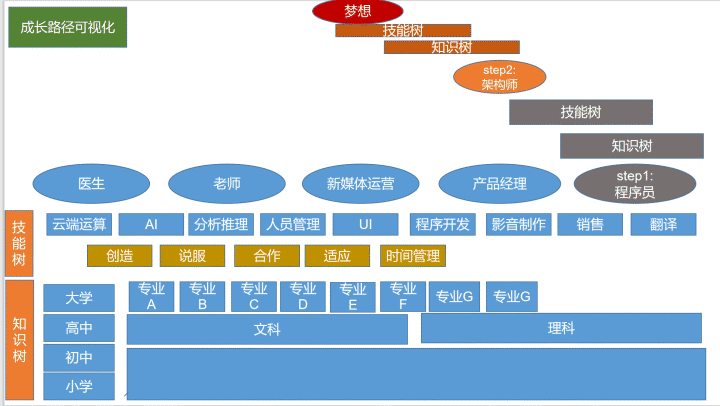 梦想
成长路径可视化
技能树
知识树
step2:
架构师
技能树
知识树
医生
老师
新媒体运营
产品经理
step1:
程序员
技能树
云端运算
AI
分析推理
人员管理
UI
程序开发
影音制作
销售
翻译
创造
说服
合作
适应
时间管理
知识树
大学
专业
A
专业
B
专业
C
专业
D
专业
E
专业
F
专业G
专业G
高中
文科
理科
初中
小学